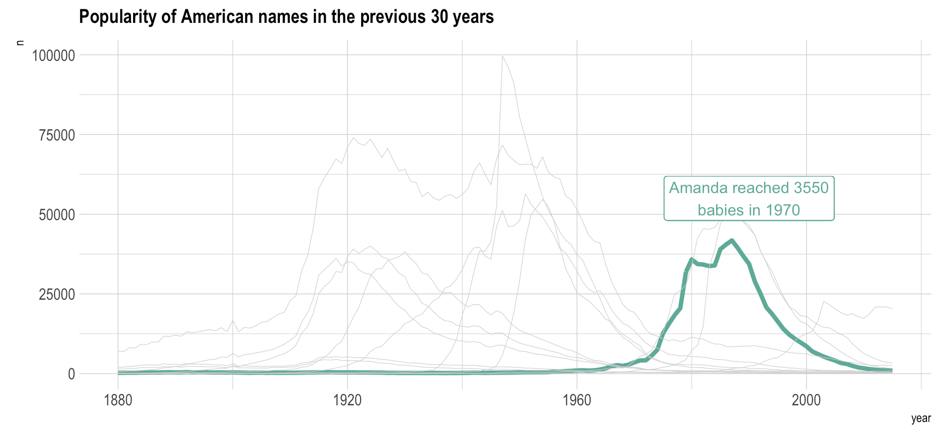 Popularity of American names in the previous 30 years
n
100000
75000
50000
25000
0
Amanda reached 3550
babies in 1970
1880
1920
1960
2000
year